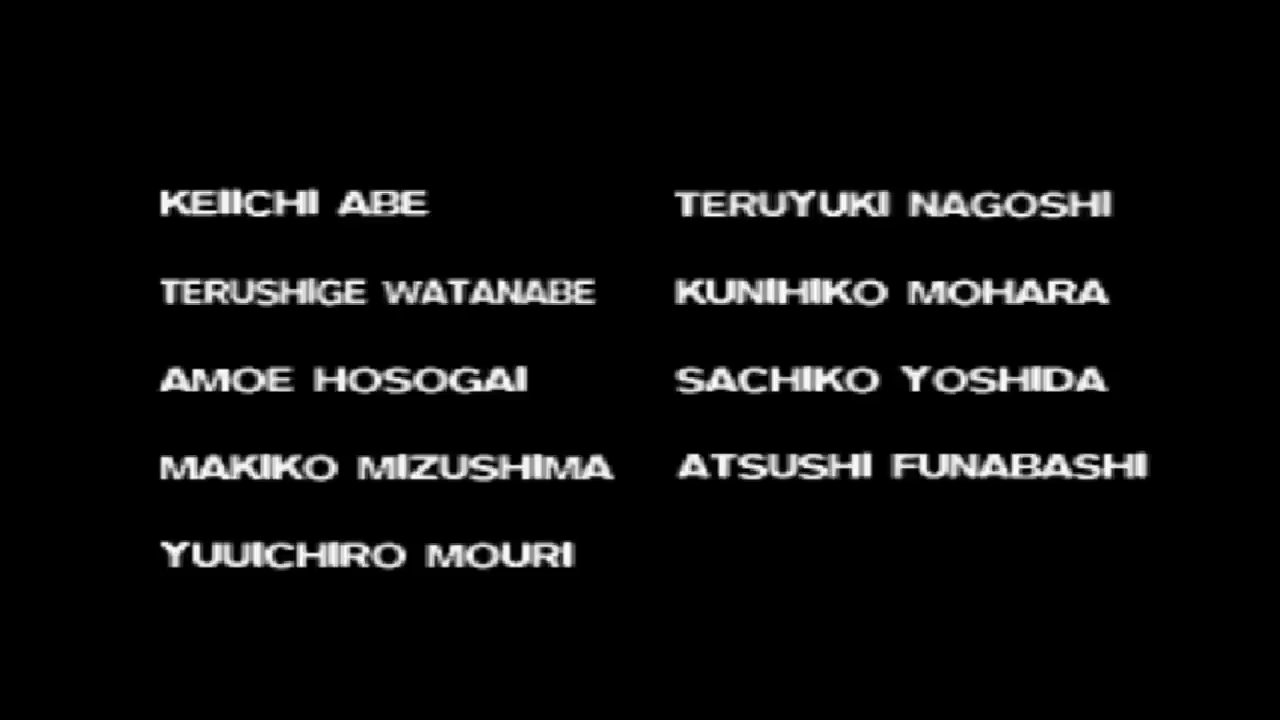 KEIICHI ABE
TERUSHIGE WATANABE
AMOE HOSOGAI
MAKIKO MIZUSHIMA
YUUICHIRO MOURI
TERUYUKI NAGOSHI
KUNIHIKO MOHARA
SACHIKO YOSHIDA
ATSUSHI FUNABASHI